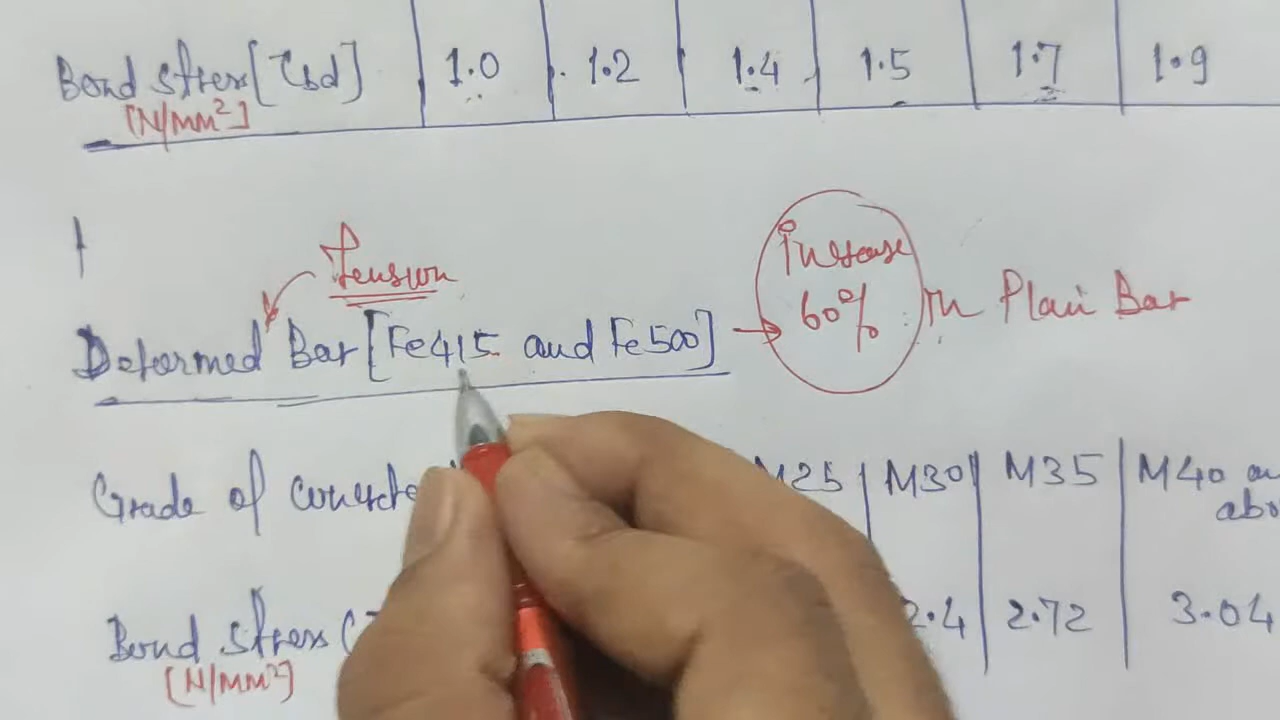 Bond stress [τbd] 1.0 1.2 1.4 1.5 1.7 1.9
[N/mm²]
Tension
Increase
60% in Plain Bar
Deformed Bar [Fe415 and Fe500]
Grade of concrete M25 M30 M35 M40 an
abo
Bond stress ( 2.4 2.72 3.04
[N/mm²]